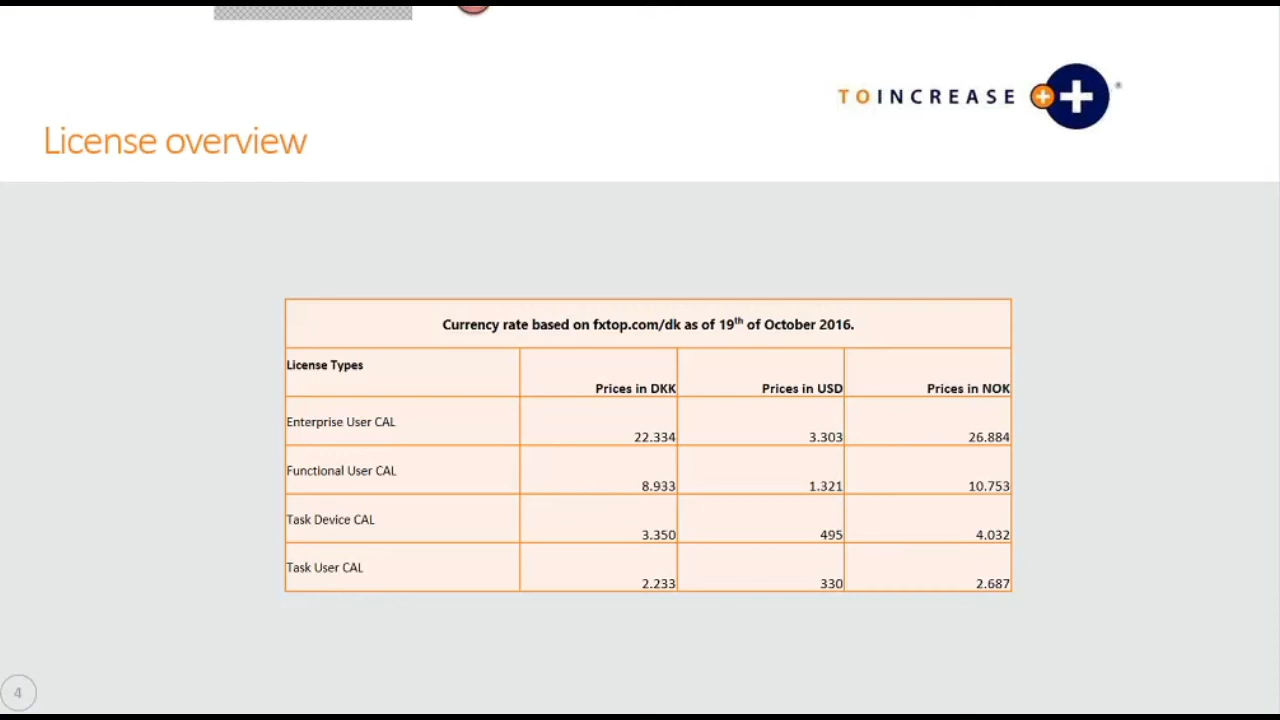 TOINCREASE
®
License overview
Currency rate based on fxtop.com/dk as of 19th of October 2016.
License Types Prices in DKK Prices in USD Prices in NOK
Enterprise User CAL 22.334 3.303 26.884
Functional User CAL 8.933 1.321 10.753
Task Device CAL 3.350 495 4.032
Task User CAL 2.233 330 2.687
4